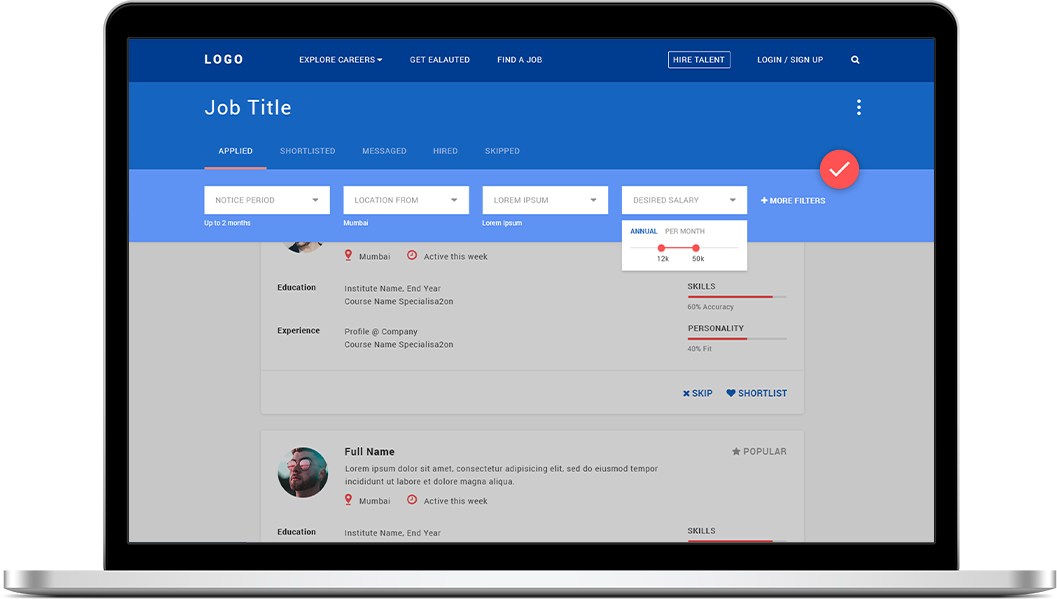 LOGO EXPLORE CAREERS GET EALAUTED FIND A JOB HIRE TALENT LOGIN / SIGN UP
Job Title
APPLIED SHORTLISTED MESSAGED HIRED SKIPPED
NOTICE PERIOD LOCATION FROM LOREM IPSUM DESIRED SALARY MORE FILTERS
Up to 2 months Mumbai Lorem Ipsum
ANNUAL PER MONTH
12k 50k
Mumbai Active this week
Education Institute Name, End Year
Course Name Specialisa2on
SKILLS
60% Accuracy
Experience Profile @ Company
Course Name Specialisa2on
PERSONALITY
40% Fit
SKIP SHORTLIST
Full Name POPULAR
Lorem ipsum dolor sit amet, consectetur adipisicing elit, sed do eiusmod tempor
incididunt ut labore et dolore magna aliqua.
Mumbai Active this week
Education Institute Name, End Year SKILLS